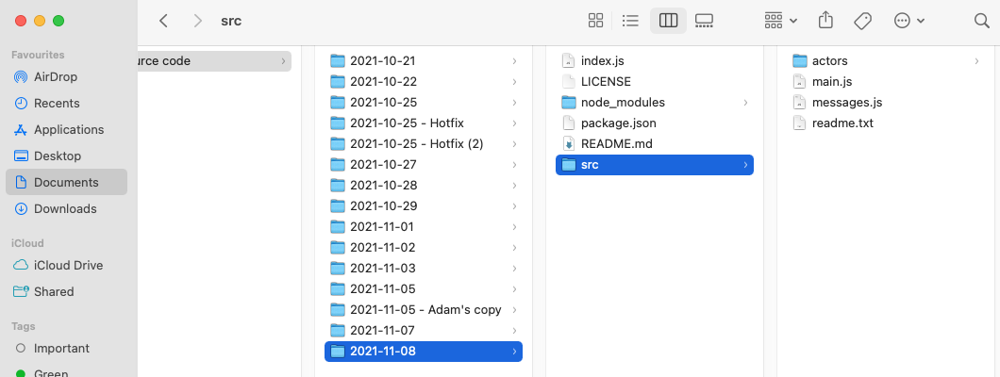 src
Favourites
AirDrop
Recents
Applications
Desktop
Documents
Downloads
iCloud
iCloud Drive
Shared
Tags
Important
Green
urce code
2021-10-21
2021-10-22
2021-10-25
2021-10-25 - Hotfix
2021-10-25 - Hotfix (2)
2021-10-27
2021-10-28
2021-10-29
2021-11-01
2021-11-02
2021-11-03
2021-11-05
2021-11-05 - Adam's copy
2021-11-07
2021-11-08
index.js
LICENSE
node_modules
package.json
README.md
src
actors
main.js
messages.js
readme.txt